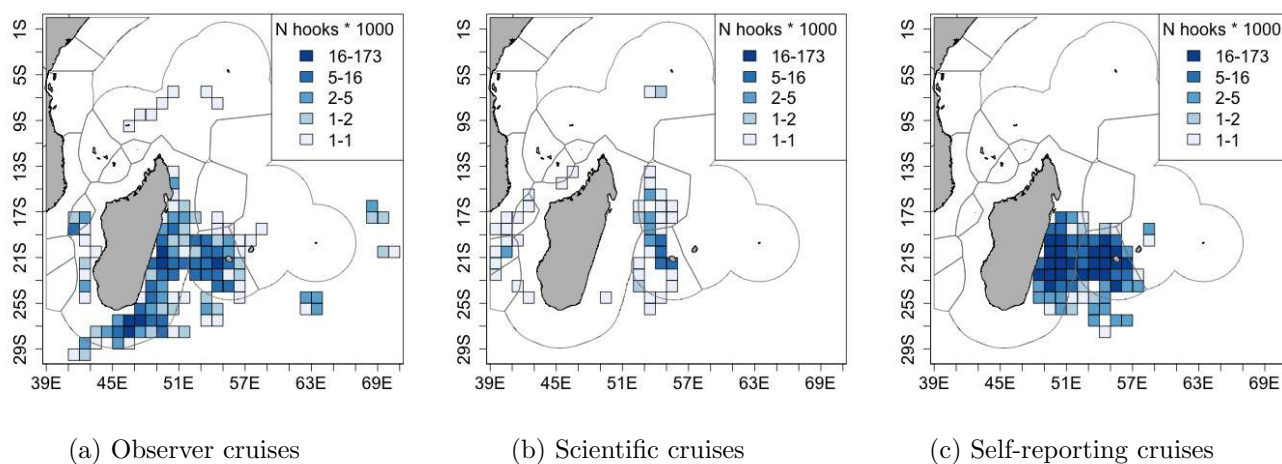 1S
5S
9S
13S
17S
21S
25S
29S
39E 45E 51E 57E 63E 69E
N hooks * 1000
16-173
5-16
2-5
1-2
1-1
(a) Observer cruises
1S
5S
9S
13S
17S
21S
25S
29S
39E 45E 51E 57E 63E 69E
N hooks * 1000
16-173
5-16
2-5
1-2
1-1
(b) Scientific cruises
1S
5S
9S
13S
17S
21S
25S
29S
39E 45E 51E 57E 63E 69E
N hooks * 1000
16-173
5-16
2-5
1-2
1-1
(c) Self-reporting cruises